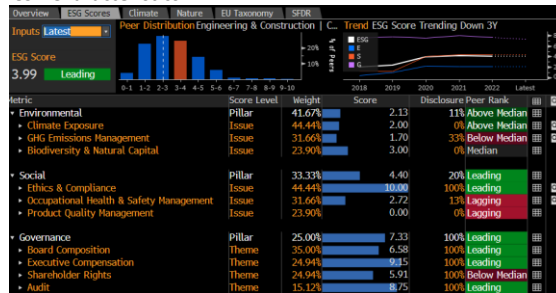 Overview ESG Scores Climate Nature EU Taxonomy SFDR
Inputs Latest Peer Distribution Engineering & Construction | C... Trend ESG Score Trending Down 3Y
ESG Score
3.99 Leading
20%
10%
% of Peers
ESG
E
S
G
0-1 1-2 2-3 3-4 4-5 5-6 6-7 7-8 8-9 9-10
2018 2019 2020 2021 2022 Latest
Metric Score Level Weight Score Disclosure Peer Rank
Environmental Pillar 41.67% 2.13 11% Above Median
Climate Exposure Issue 44.44% 2.00 0% Above Median
GHG Emissions Management Issue 31.66% 1.70 33% Below Median
Biodiversity & Natural Capital Issue 23.90% 3.00 0% Median
Social Pillar 33.33% 4.40 20% Leading
Ethics & Compliance Issue 44.44% 10.00 100% Leading
Occupational Health & Safety Management Issue 31.66% 2.72 13% Lagging
Product Quality Management Issue 23.90% 0.00 0% Lagging
Governance Pillar 25.00% 7.33 100% Leading
Board Composition Theme 35.00% 6.58 100% Leading
Executive Compensation Theme 24.94% 9.15 100% Leading
Shareholder Rights Theme 24.94% 5.91 100% Below Median
Audit Theme 15.12% 8.75 100% Leading